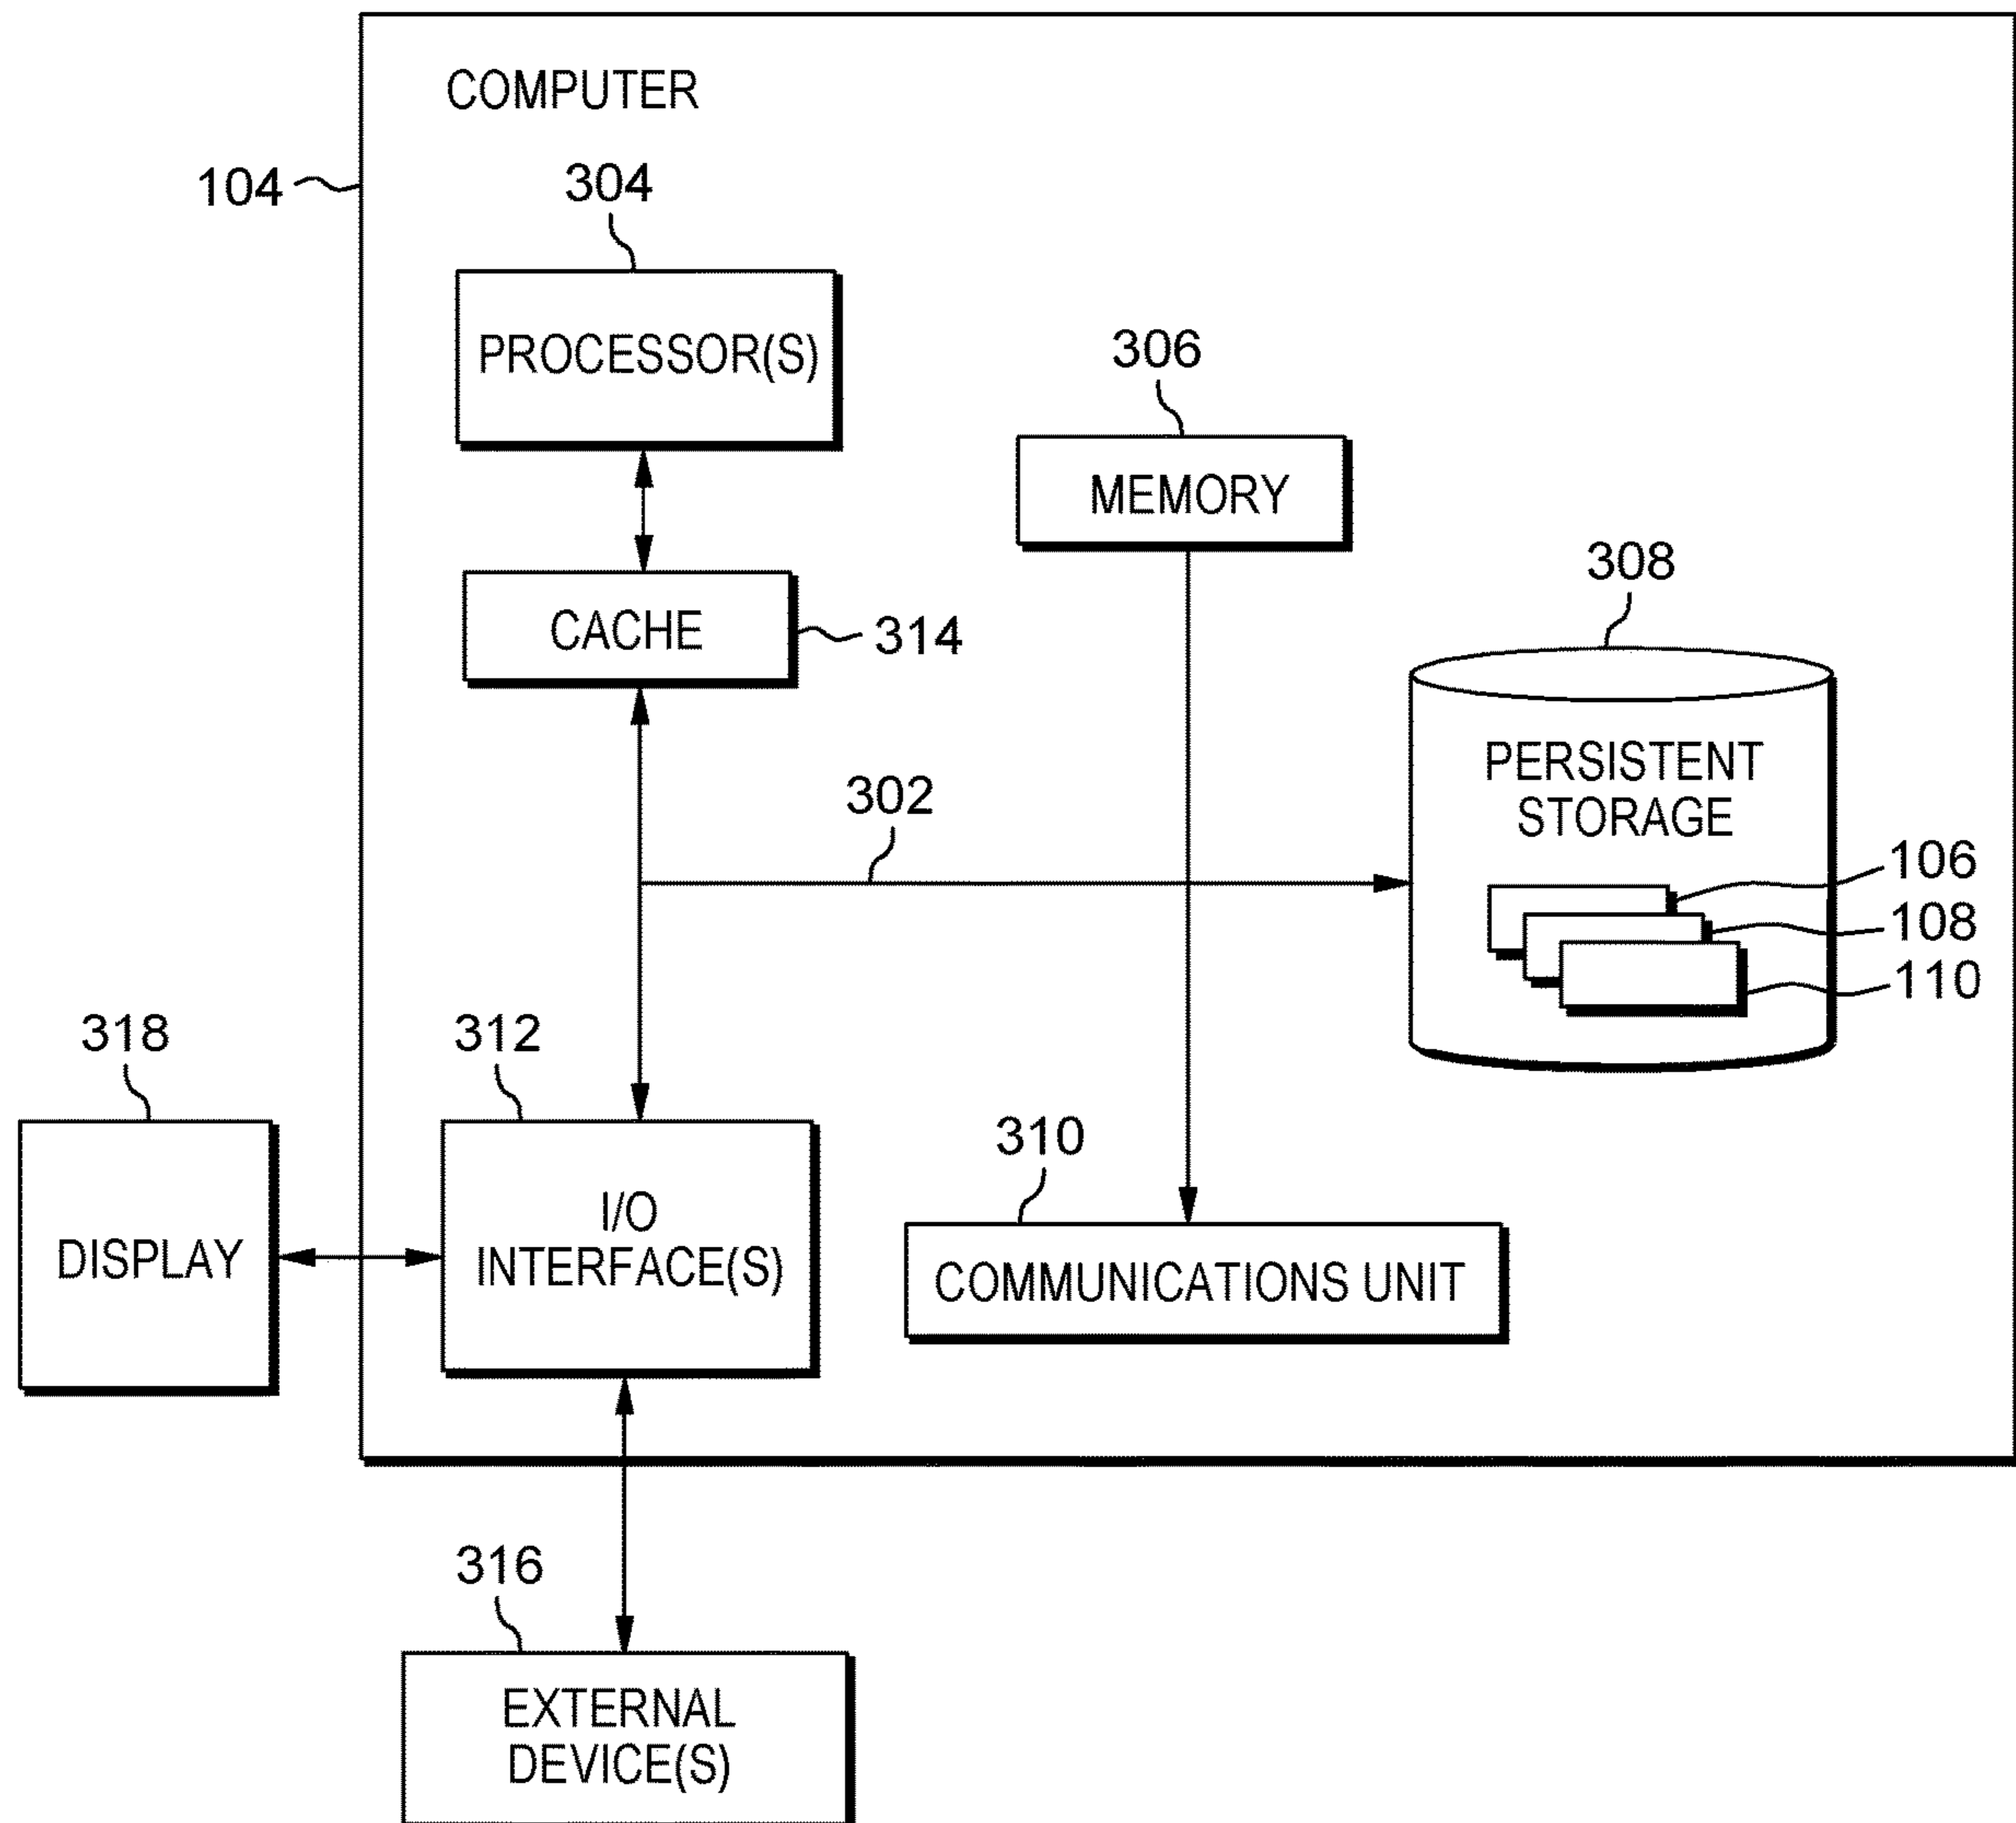 COMPUTER
104
304
PROCESSOR(S)
306
MEMORY
CACHE
314
308
PERSISTENT
STORAGE
302
106
108
110
318
DISPLAY
312
I/O
INTERFACE(S)
310
COMMUNICATIONS UNIT
316
EXTERNAL
DEVICE(S)